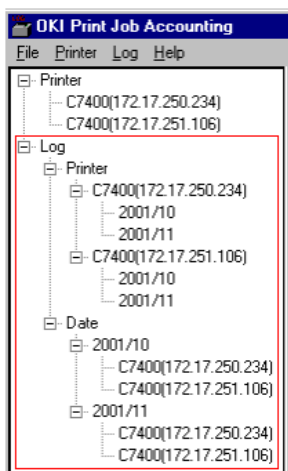 OKI Print Job Accounting
File Printer Log Help
Printer
C7400(172.17.250.234)
C7400(172.17.251.106)
Log
Printer
C7400(172.17.250.234)
2001/10
2001/11
C7400(172.17.251.106)
2001/10
2001/11
Date
2001/10
C7400(172.17.250.234)
C7400(172.17.251.106)
2001/11
C7400(172.17.250.234)
C7400(172.17.251.106)